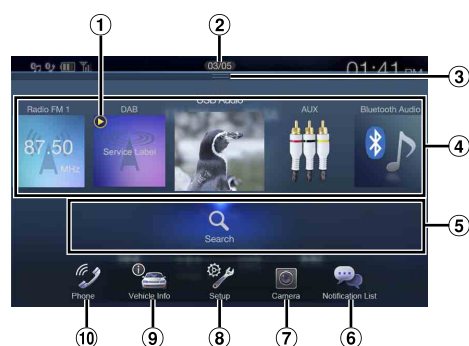 ① ② ③ ④ ⑤ ⑥ ⑦ ⑧ ⑨ ⑩
03/05
01:41 PM
Radio FM 1
DAB
USB Audio
AUX
Bluetooth Audio
87.50
MHz
Service Label
Search
Phone
Vehicle Info
Setup
Camera
Notification List